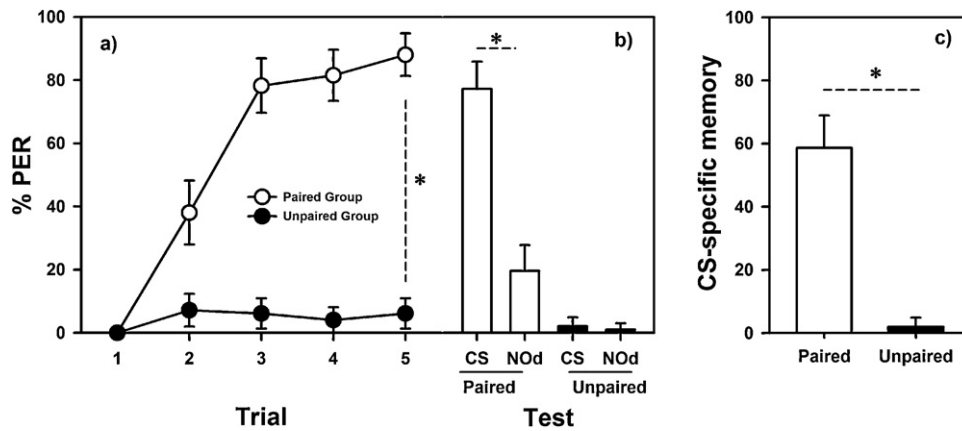 a)
b)
c)
100
80
60
40
20
0
% PER
*
*
Paired Group
Unpaired Group
1 2 3 4 5
Trial
CS NOd CS NOd
Paired Unpaired
Test
100
80
60
40
20
0
CS-specific memory
*
Paired Unpaired